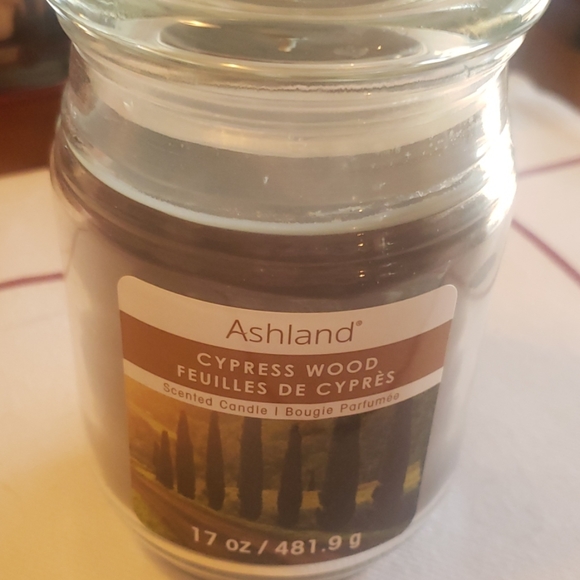 Ashland®
CYPRESS WOOD
FEUILLES DE CYPRÈS
Scented Candle | Bougie Parfumée
17 oz / 481.9 g